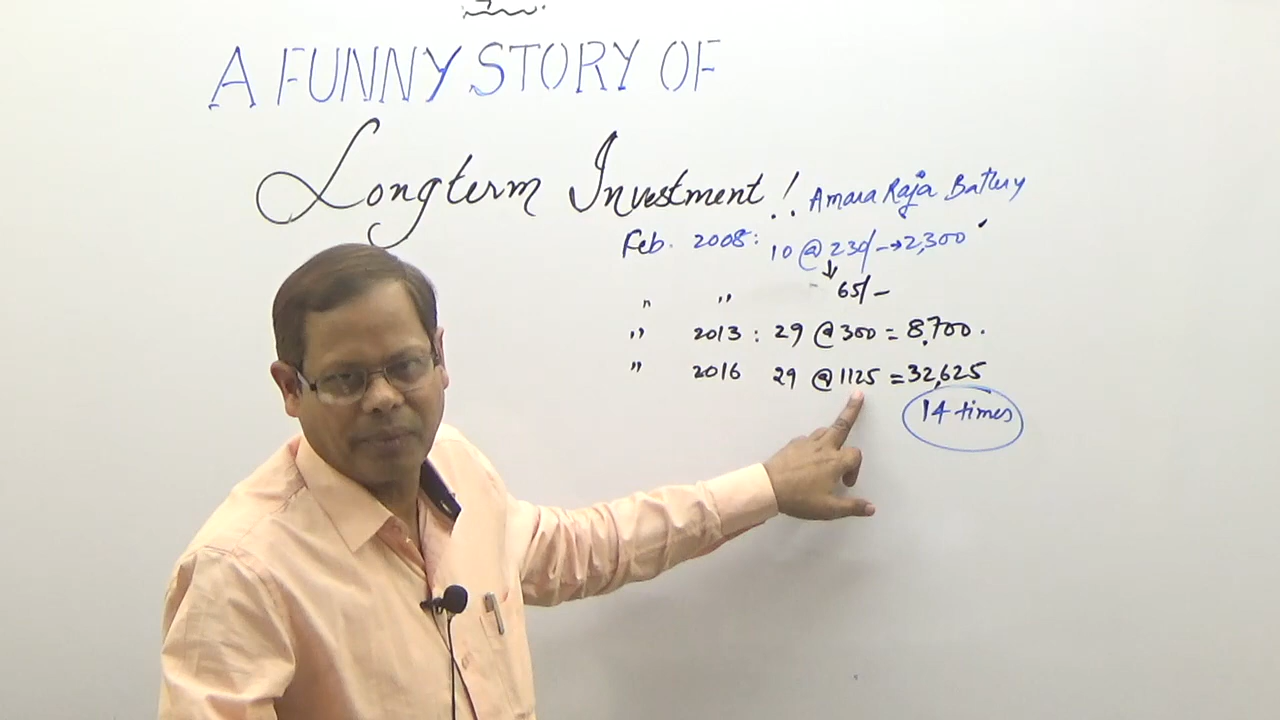 A FUNNY STORY OF
Longterm Investment!!
Amara Raja Battery
Feb. 2008: 10 @ 230/- → 2,300
" " 65/-
" 2013: 29 @ 300 = 8,700.
" 2016 29 @ 1125 = 32,625
14 times